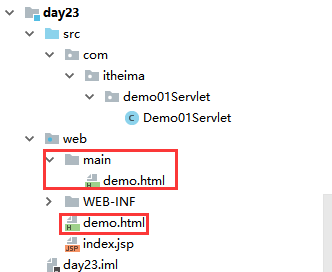 day23
src
com
itheima
demo01Servlet
C Demo01Servlet
web
main
H demo.html
WEB-INF
H demo.html
JSP index.jsp
day23.iml